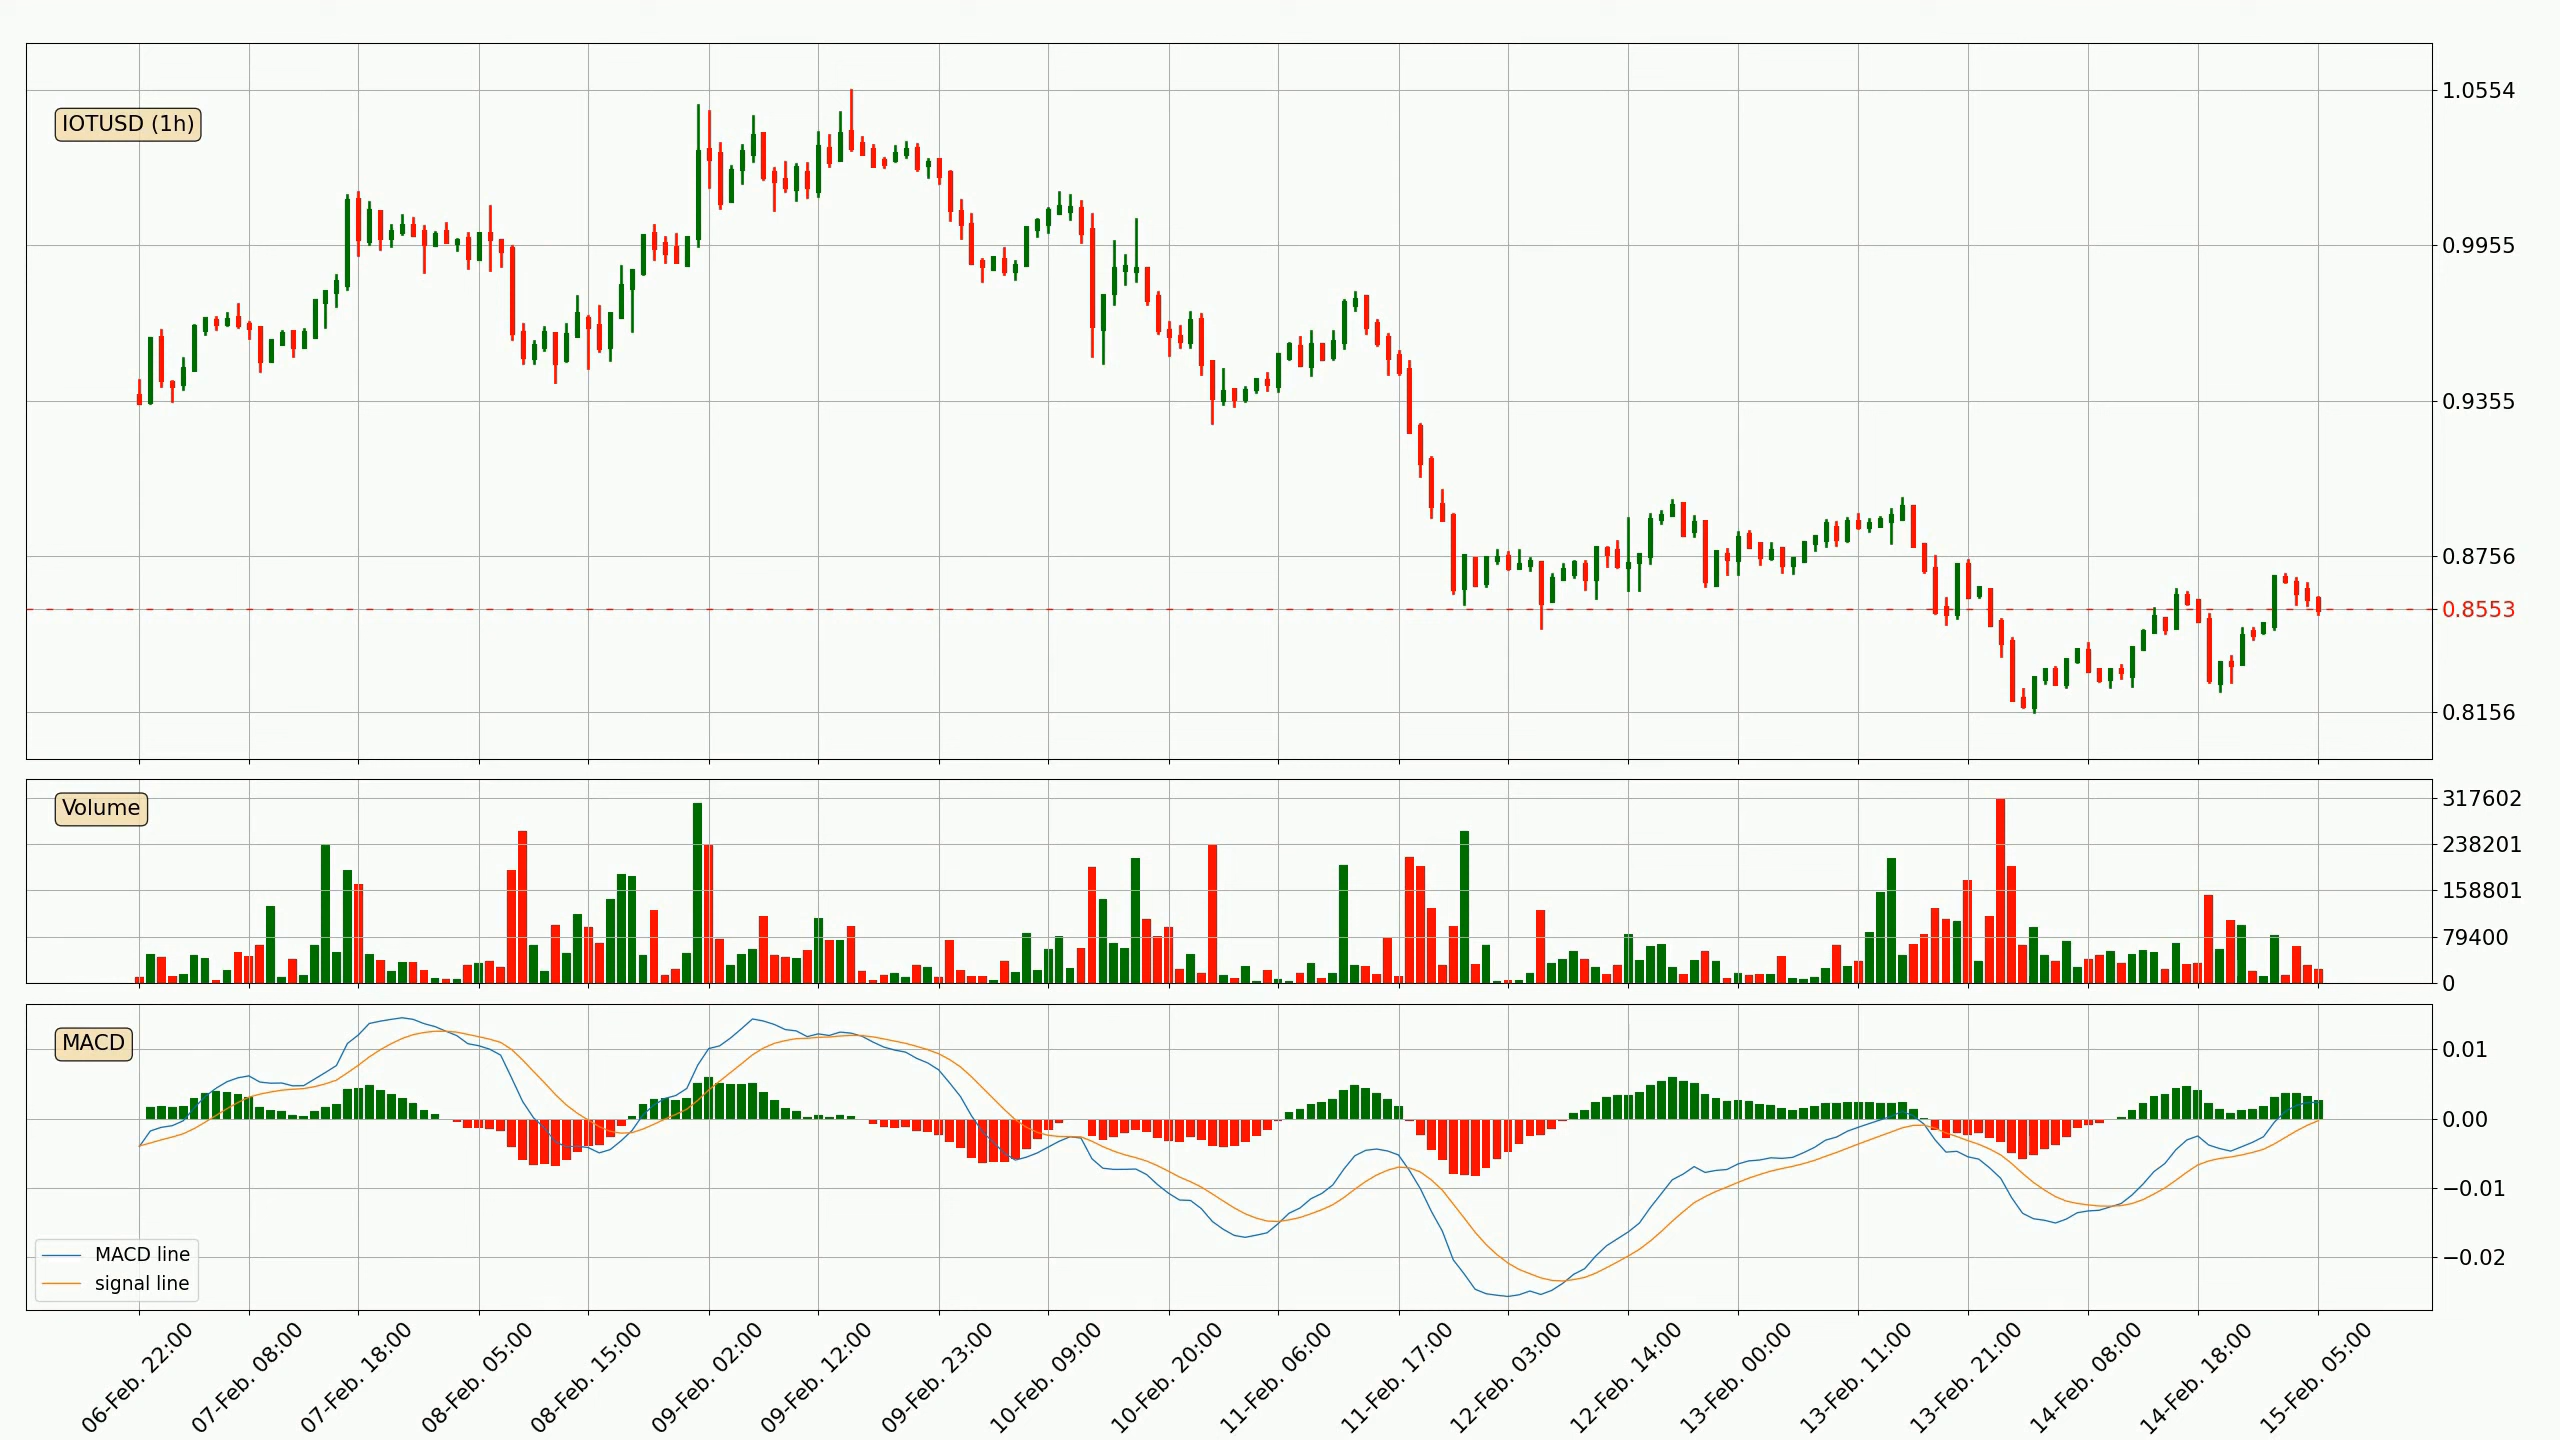 IOTUSD (1h)
1.0554
0.9955
0.9355
0.8756
0.8553
0.8156
Volume
317602
238201
158801
79400
0
MACD
0.01
0.00
−0.01
−0.02
MACD line
signal line
06-Feb. 22:00
07-Feb. 08:00
07-Feb. 18:00
08-Feb. 05:00
08-Feb. 15:00
09-Feb. 02:00
09-Feb. 12:00
09-Feb. 23:00
10-Feb. 09:00
10-Feb. 20:00
11-Feb. 06:00
11-Feb. 17:00
12-Feb. 03:00
12-Feb. 14:00
13-Feb. 00:00
13-Feb. 11:00
13-Feb. 21:00
14-Feb. 08:00
14-Feb. 18:00
15-Feb. 05:00